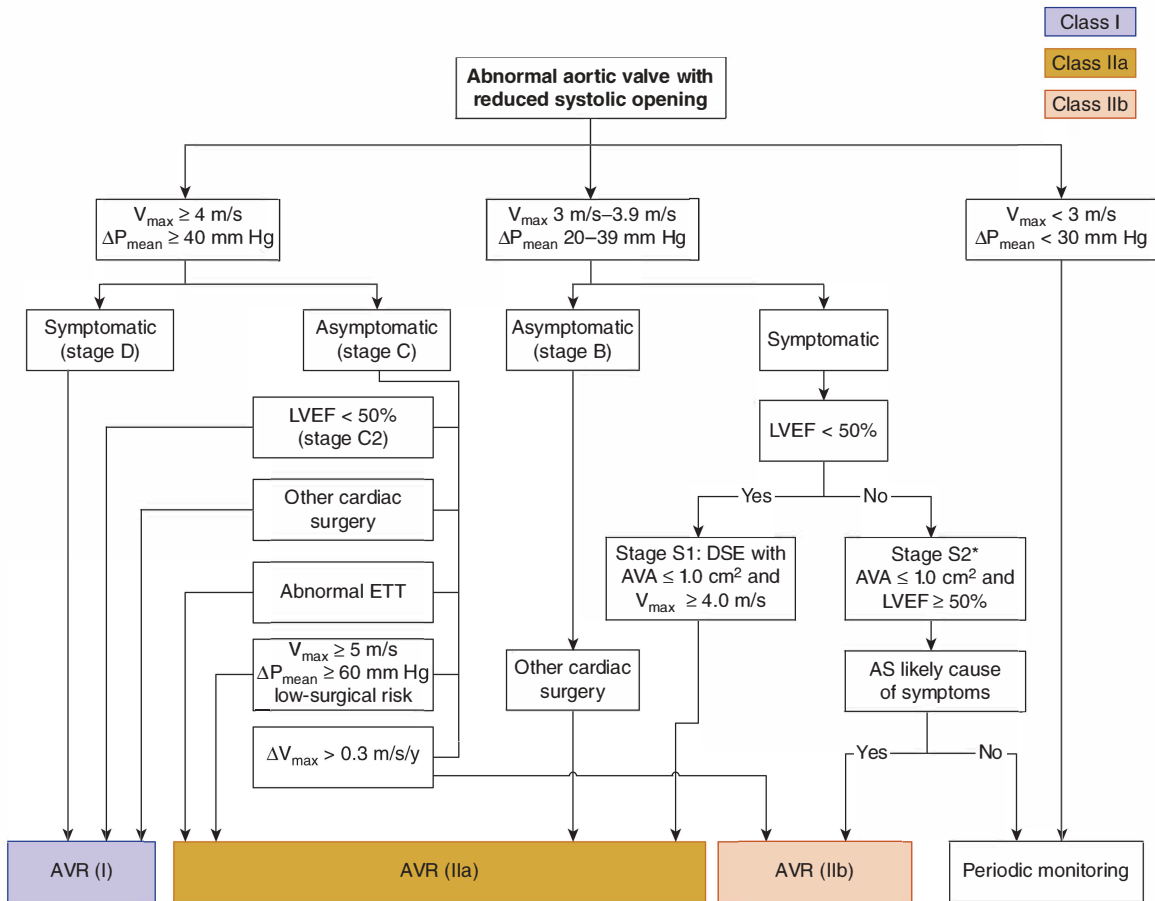 Class I
Class IIa
Class IIb
Abnormal aortic valve with
reduced systolic opening
Vmax ≥ 4 m/s
ΔPmean ≥ 40 mm Hg
Vmax 3 m/s–3.9 m/s
ΔPmean 20–39 mm Hg
Vmax < 3 m/s
ΔPmean < 30 mm Hg
Symptomatic
(stage D)
Asymptomatic
(stage C)
Asymptomatic
(stage B)
Symptomatic
LVEF < 50%
(stage C2)
LVEF < 50%
Other cardiac
surgery
Yes
No
Abnormal ETT
Stage S1: DSE with
AVA ≤ 1.0 cm² and
Vmax ≥ 4.0 m/s
Stage S2*
AVA ≤ 1.0 cm² and
LVEF ≥ 50%
Vmax ≥ 5 m/s
ΔPmean ≥ 60 mm Hg
low-surgical risk
Other cardiac
surgery
AS likely cause
of symptoms
ΔVmax > 0.3 m/s/y
Yes
No
AVR (I)
AVR (IIa)
AVR (IIb)
Periodic monitoring